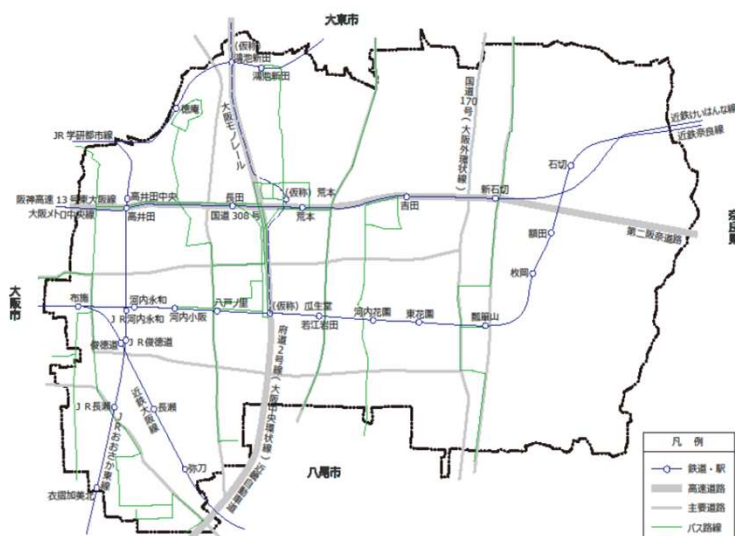 大東市
(仮称)
鴻池新田
鴻池新田
徳庵
JR学研都市線
大阪モノレール
国道170号(大阪外環状線)
近鉄けいはんな線
近鉄奈良線
石切
阪神高速13号東大阪線
大阪メトロ中央線
高井田中央
高井田
長田
国道308号
(仮称)荒本
荒本
吉田
新石切
第二阪奈道路
額田
枚岡
大阪市
布施
河内永和
JR河内永和
河内小阪
八戸ノ里
(仮称)瓜生堂
若江岩田
河内花園
東花園
瓢箪山
俊徳道
JR俊徳道
府道2号線(大阪中央環状線)
近畿自動車道
JR長瀬
長瀬
近鉄大阪線
JRおおさか東線
弥刀
衣摺加美北
八尾市
凡例
鉄道・駅
高速道路
主要道路
バス路線